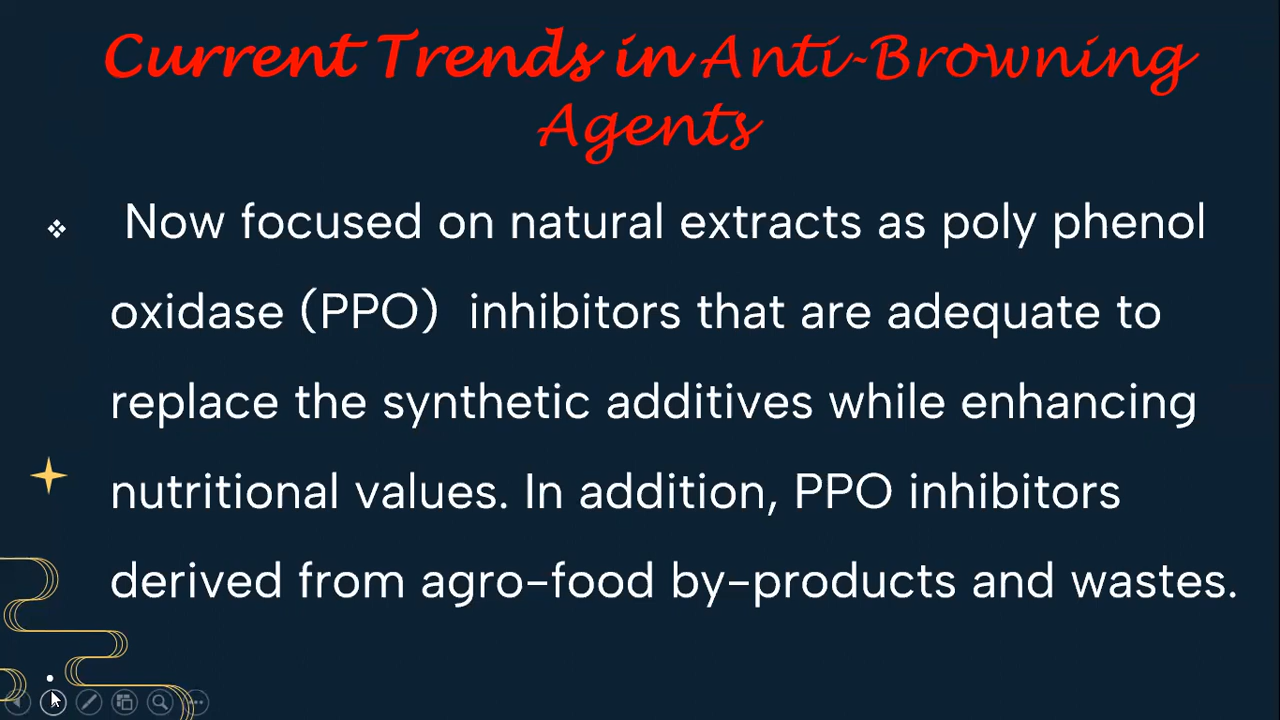 Current Trends in Anti-Browning
Agents
❖ Now focused on natural extracts as poly phenol
oxidase (PPO) inhibitors that are adequate to
replace the synthetic additives while enhancing
nutritional values. In addition, PPO inhibitors
derived from agro-food by-products and wastes.